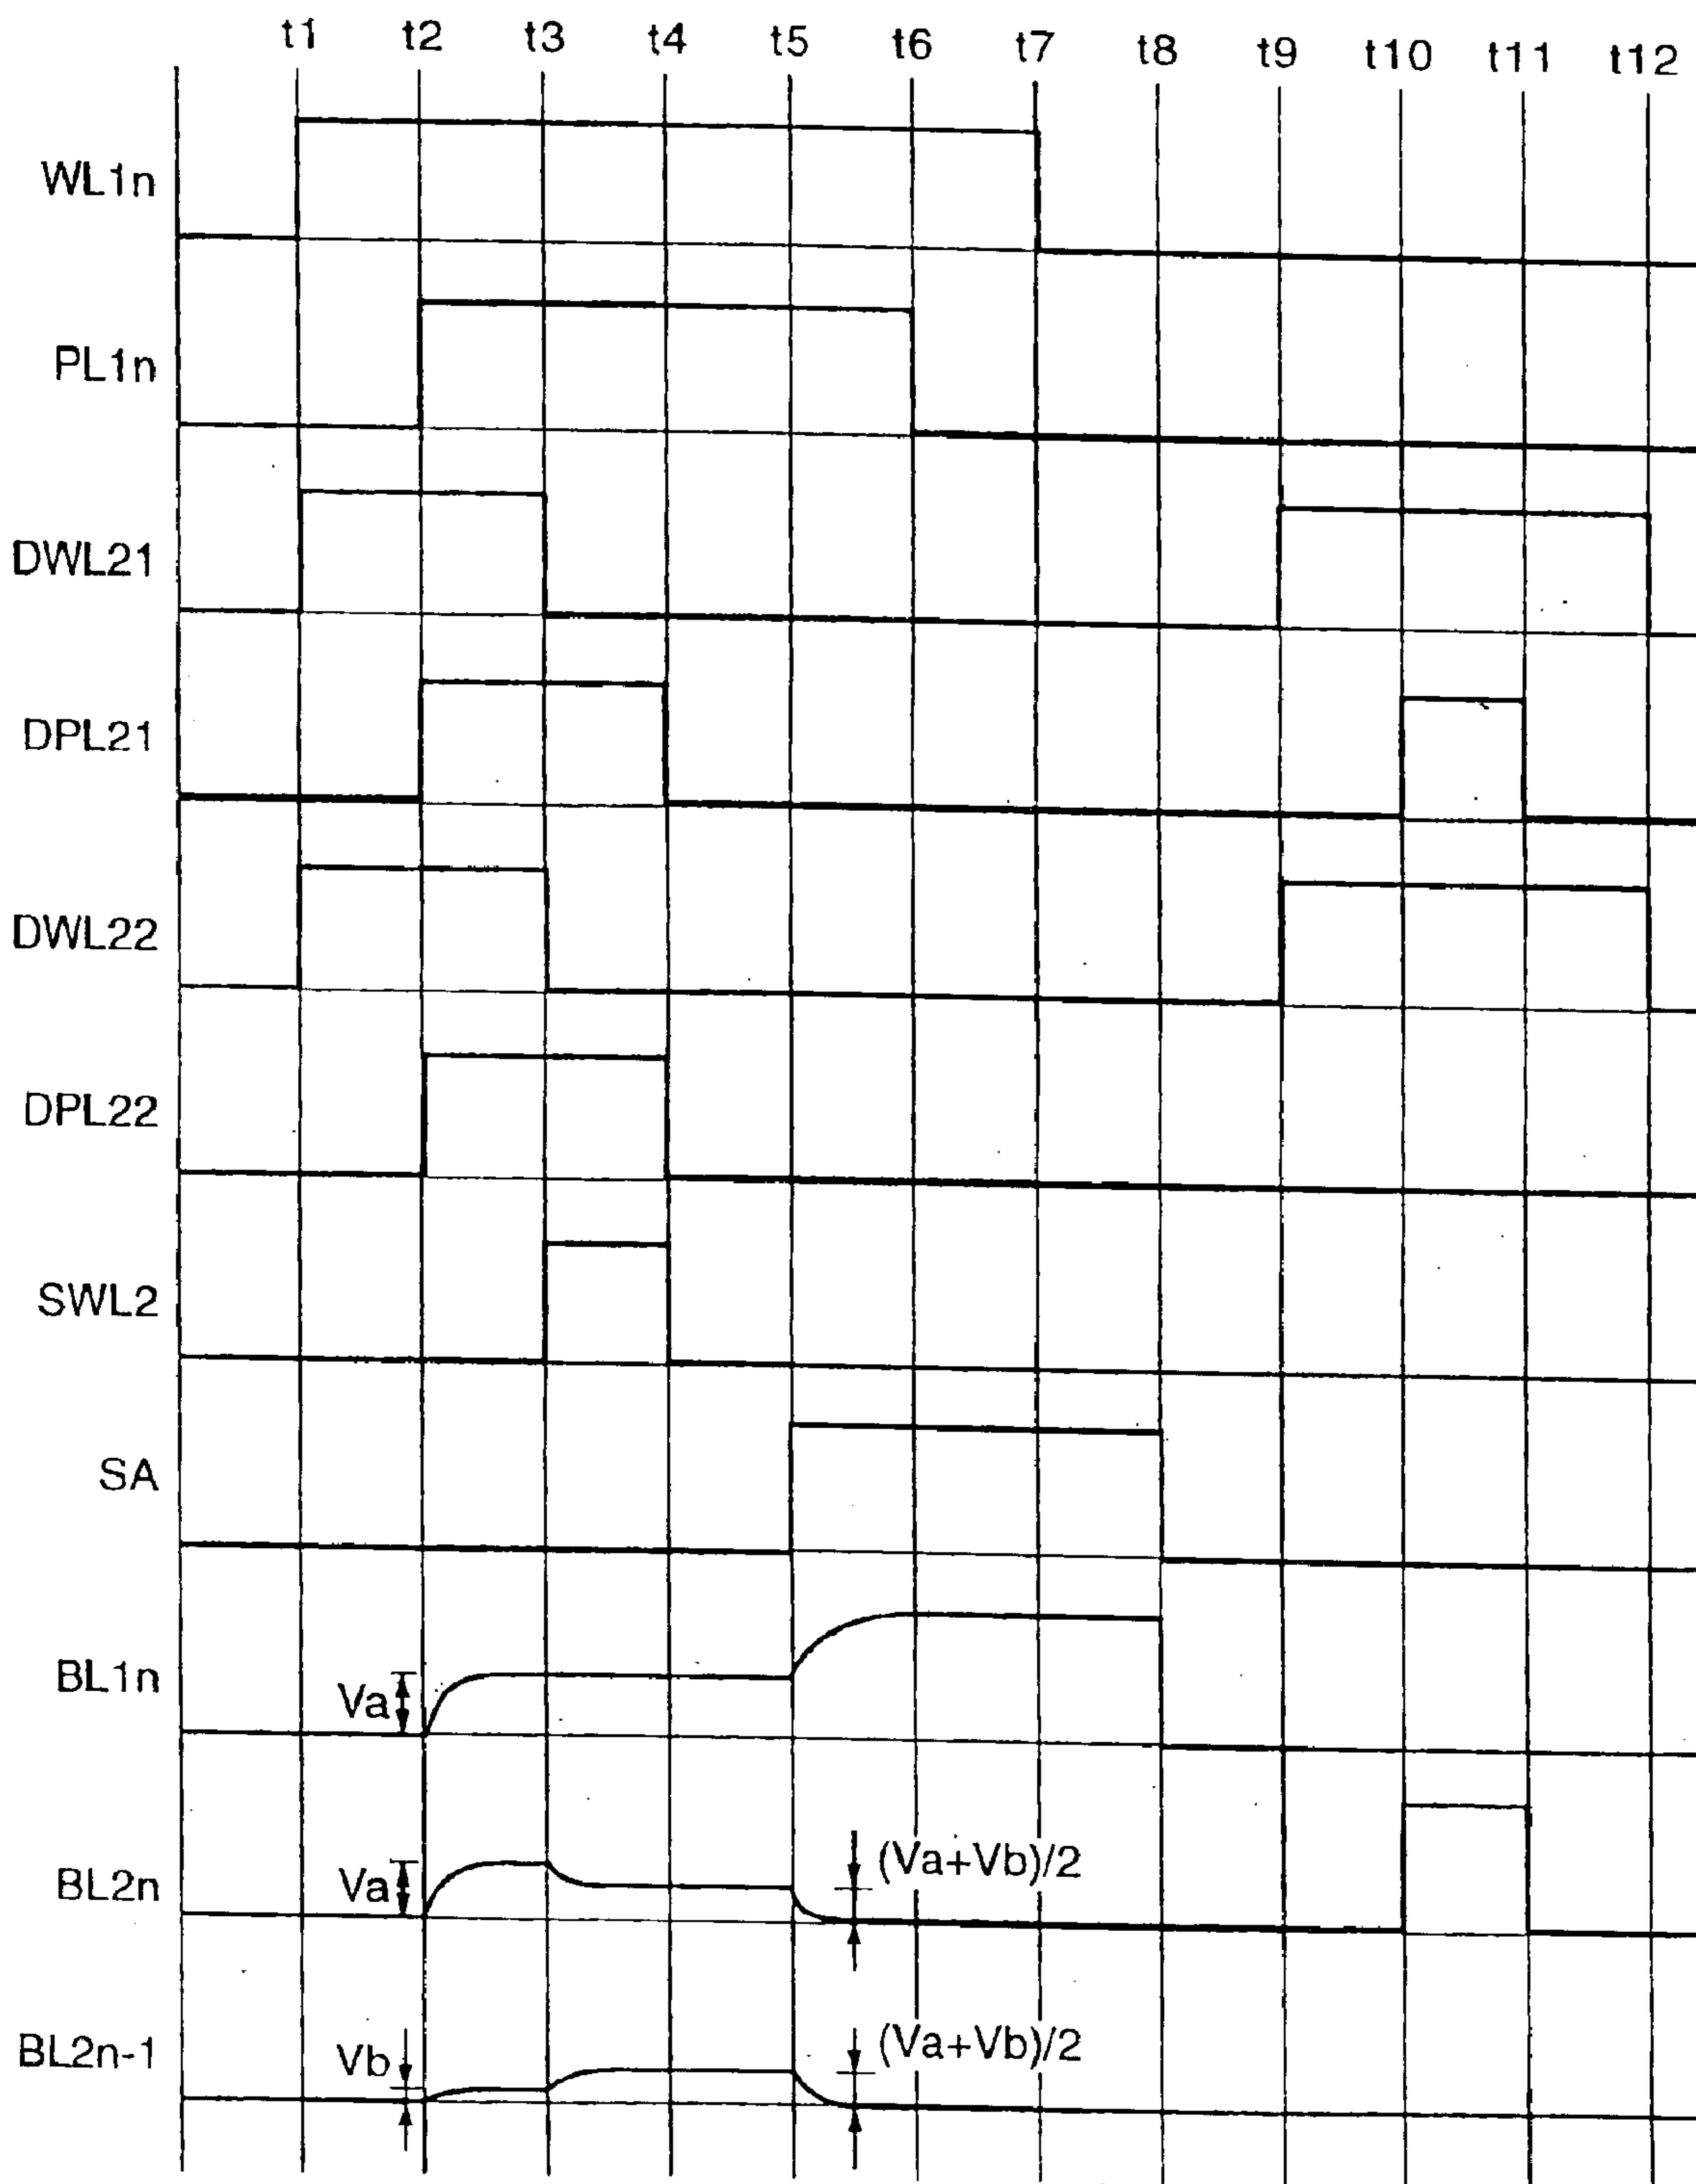 t1 t2 t3 t4 t5 t6 t7 t8 t9 t10 t11 t12
WL1n
PL1n
DWL21
DPL21
DWL22
DPL22
SWL2
SA
BL1n
Va
BL2n
Va
(Va+Vb)/2
BL2n-1
Vb
(Va+Vb)/2